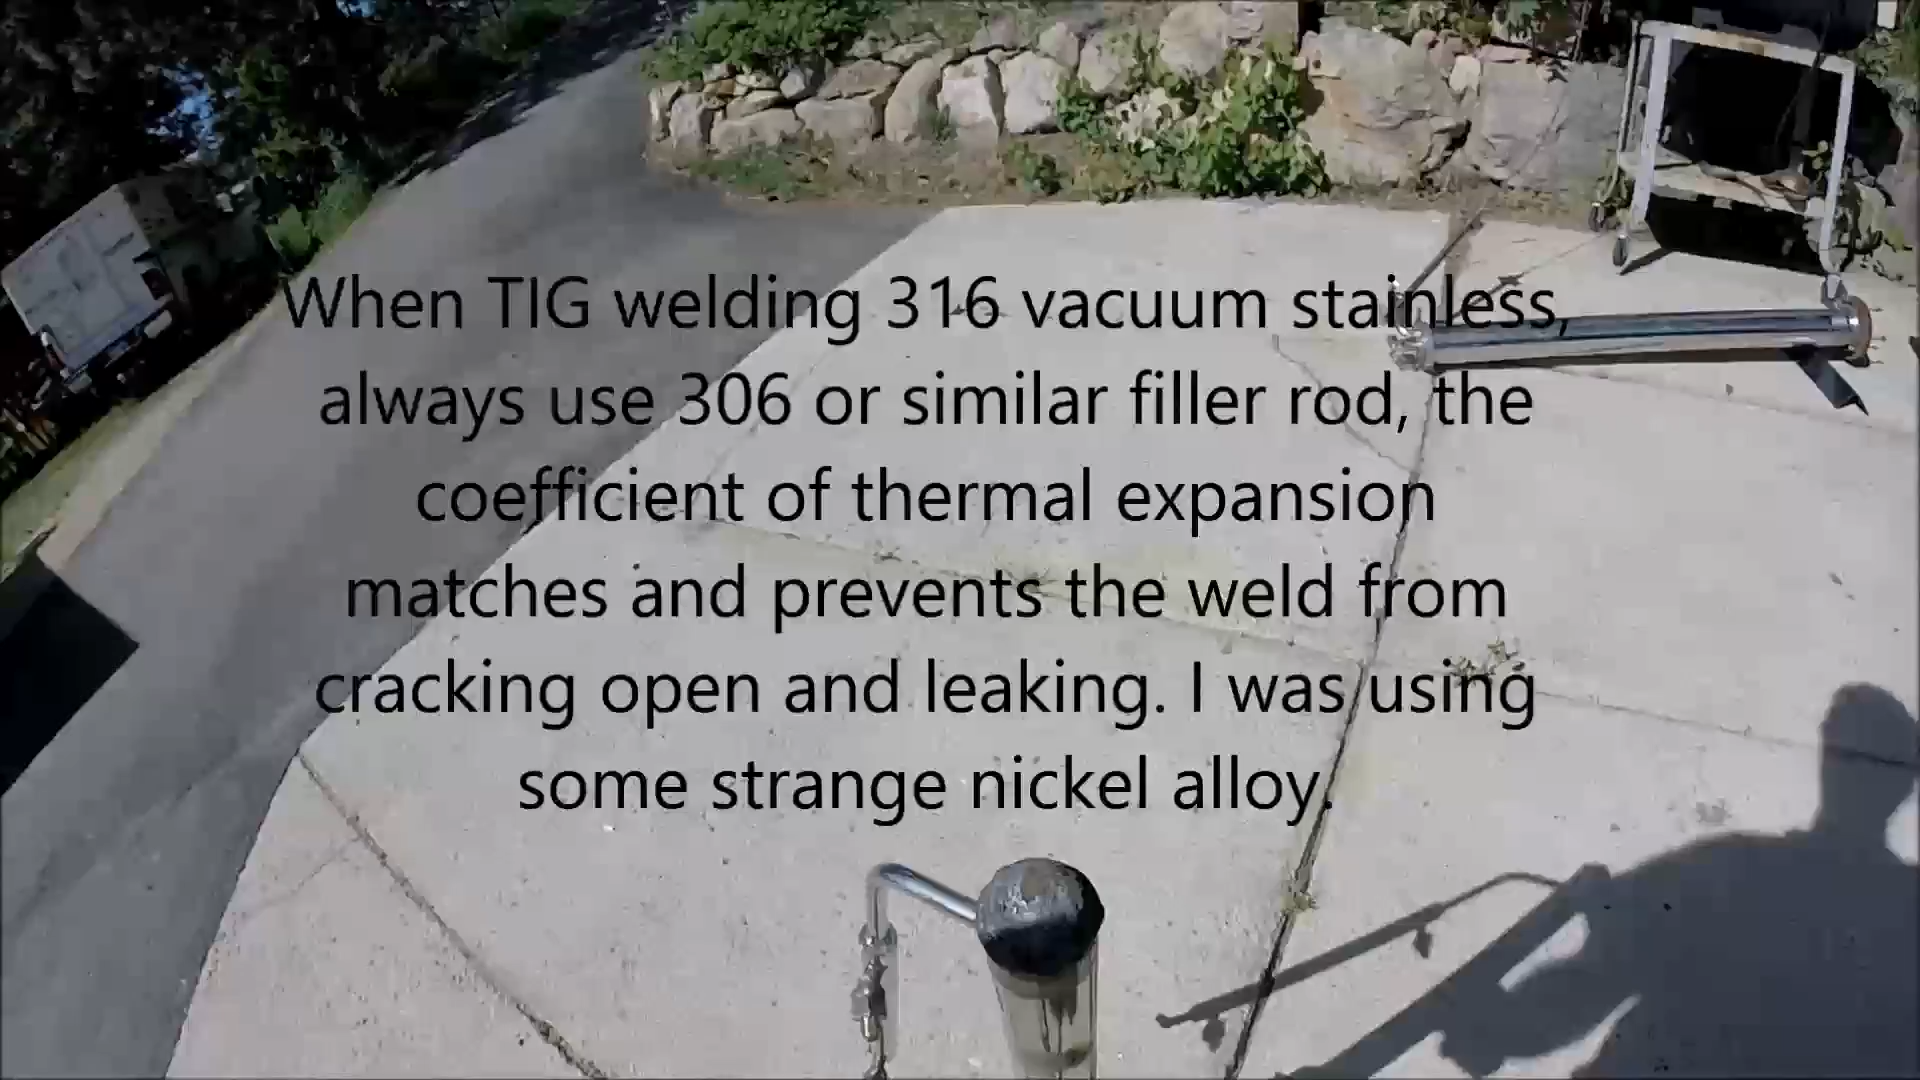 When TIG welding 316 vacuum stainless,
always use 306 or similar filler rod, the
coefficient of thermal expansion
matches and prevents the weld from
cracking open and leaking. I was using
some strange nickel alloy.